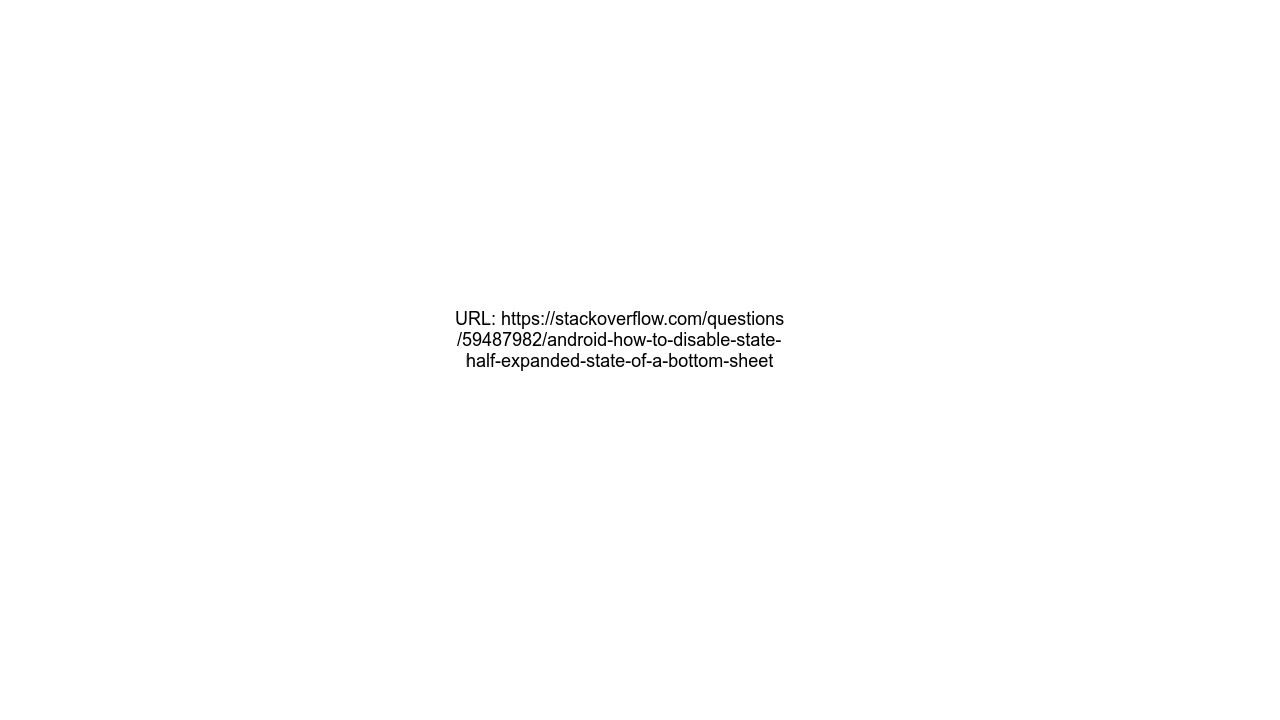 URL: https://stackoverflow.com/questions
/59487982/android-how-to-disable-state-
half-expanded-state-of-a-bottom-sheet